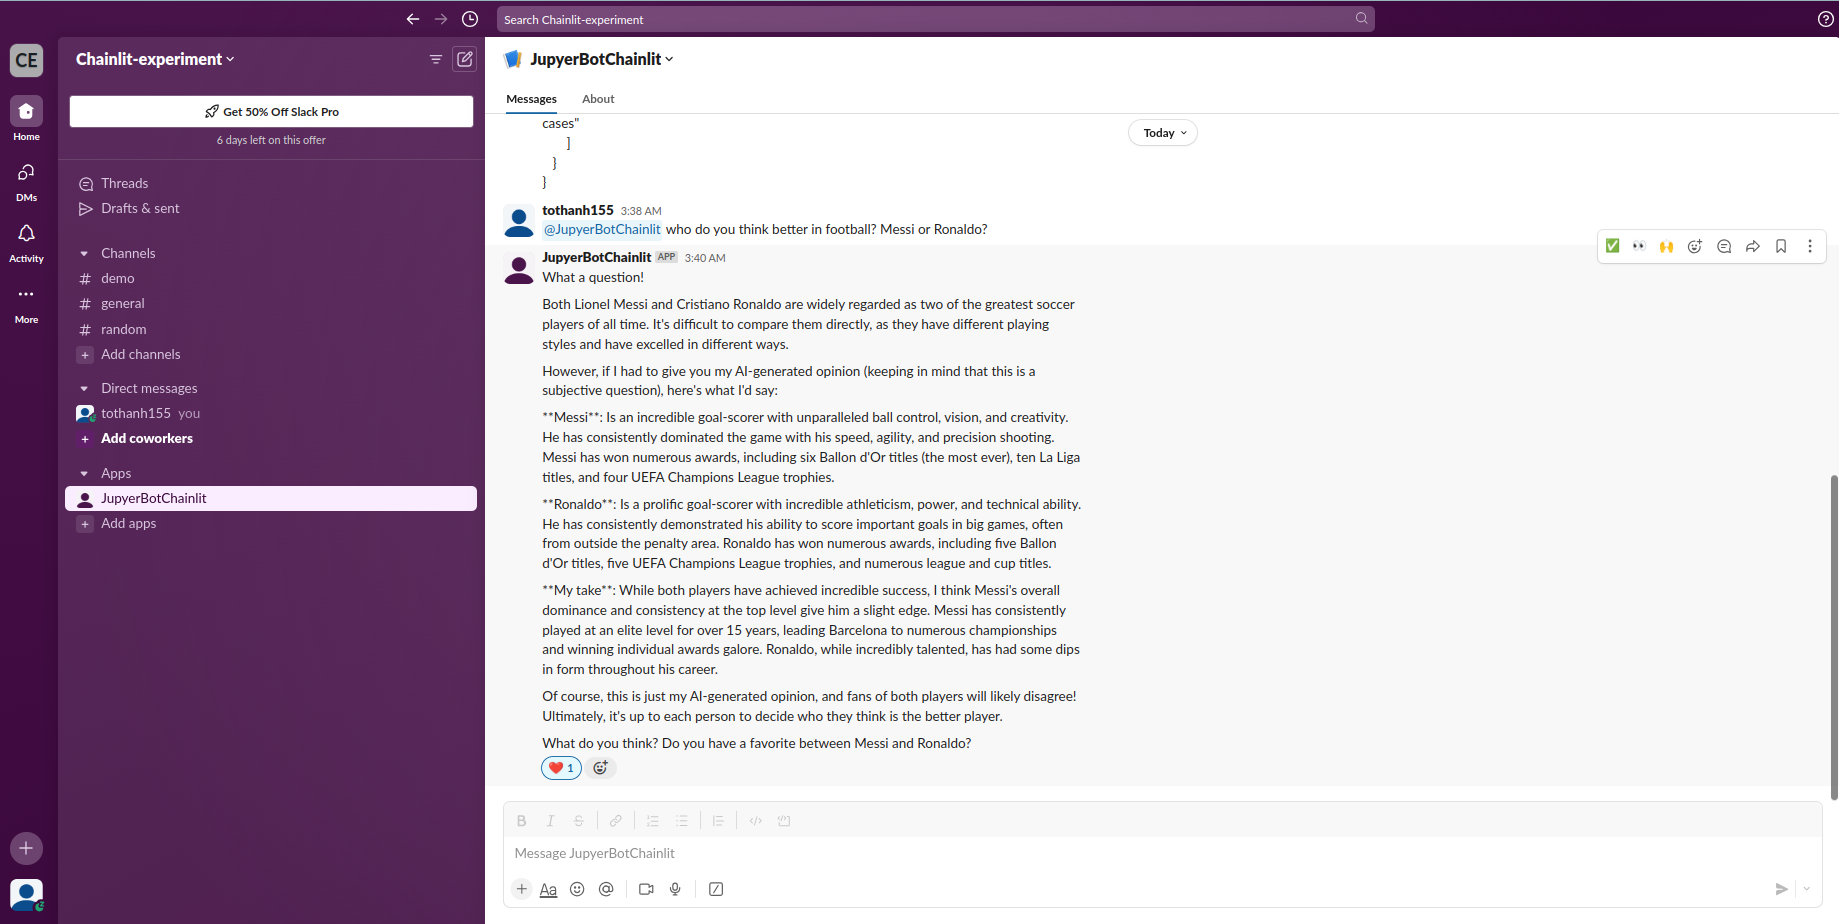 Search Chainlit-experiment
CE
Chainlit-experiment
Get 50% Off Slack Pro
6 days left on this offer
Home
DMs
Activity
More
Threads
Drafts & sent
Channels
# demo
# general
# random
+ Add channels
Direct messages
tothanh155 you
+ Add coworkers
Apps
JupyerBotChainlit
+ Add apps
JupyerBotChainlit
Messages About
Today
cases"
]
}
}
tothanh155 3:38 AM
@JupyerBotChainlit who do you think better in football? Messi or Ronaldo?
JupyerBotChainlit APP 3:40 AM
What a question!
Both Lionel Messi and Cristiano Ronaldo are widely regarded as two of the greatest soccer
players of all time. It's difficult to compare them directly, as they have different playing
styles and have excelled in different ways.
However, if I had to give you my AI-generated opinion (keeping in mind that this is a
subjective question), here's what I'd say:
**Messi**: Is an incredible goal-scorer with unparalleled ball control, vision, and creativity.
He has consistently dominated the game with his speed, agility, and precision shooting.
Messi has won numerous awards, including six Ballon d'Or titles (the most ever), ten La Liga
titles, and four UEFA Champions League trophies.
**Ronaldo**: Is a prolific goal-scorer with incredible athleticism, power, and technical ability.
He has consistently demonstrated his ability to score important goals in big games, often
from outside the penalty area. Ronaldo has won numerous awards, including five Ballon
d'Or titles, five UEFA Champions League trophies, and numerous league and cup titles.
**My take**: While both players have achieved incredible success, I think Messi's overall
dominance and consistency at the top level give him a slight edge. Messi has consistently
played at an elite level for over 15 years, leading Barcelona to numerous championships
and winning individual awards galore. Ronaldo, while incredibly talented, has had some dips
in form throughout his career.
Of course, this is just my AI-generated opinion, and fans of both players will likely disagree!
Ultimately, it's up to each person to decide who they think is the better player.
What do you think? Do you have a favorite between Messi and Ronaldo?
1
B I S
Message JupyerBotChainlit
+ Aa